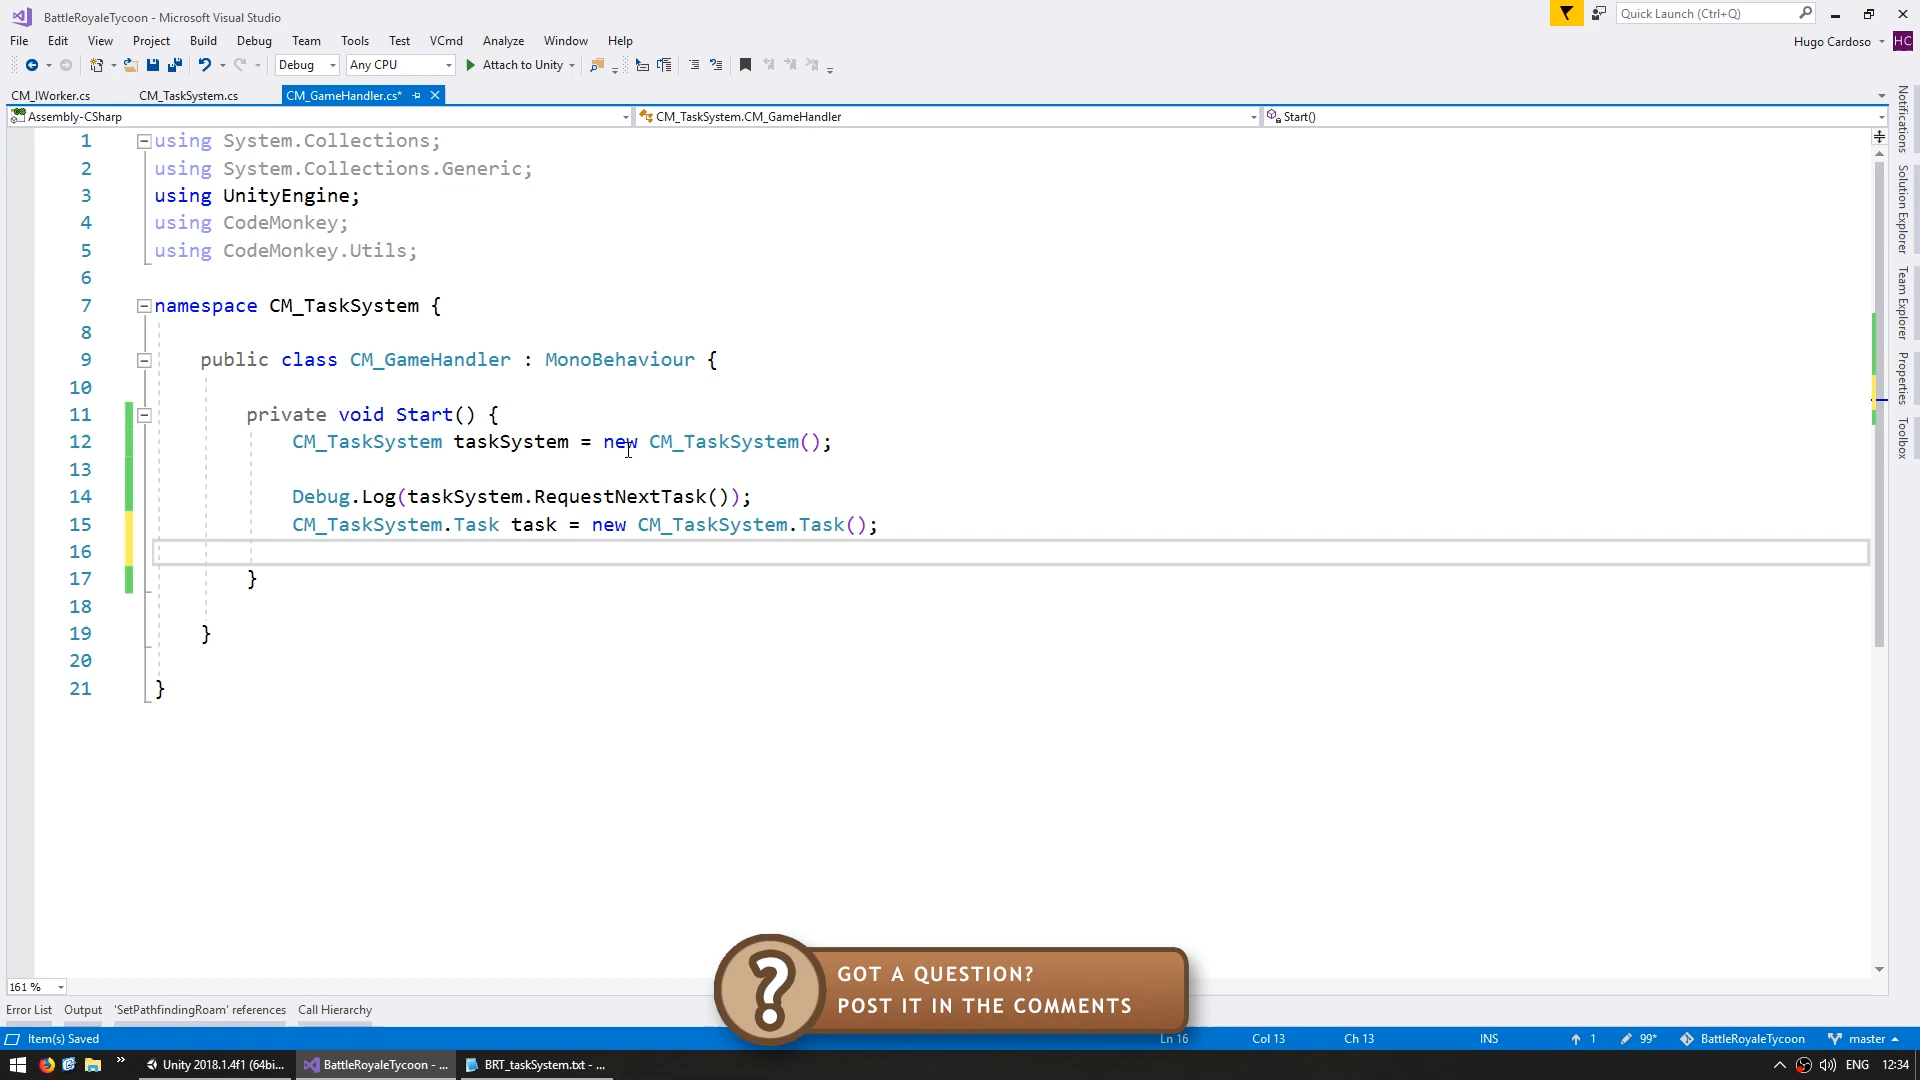 BattleRoyaleTycoon - Microsoft Visual Studio
Quick Launch (Ctrl+Q)
File Edit View Project Build Debug Team Tools Test VCmd Analyze Window Help
Hugo Cardoso HC
Debug Any CPU Attach to Unity
CM_IWorker.cs CM_TaskSystem.cs CM_GameHandler.cs*
Assembly-CSharp CM_TaskSystem.CM_GameHandler Start()
1 using System.Collections;
2 using System.Collections.Generic;
3 using UnityEngine;
4 using CodeMonkey;
5 using CodeMonkey.Utils;
6
7 namespace CM_TaskSystem {
8
9 public class CM_GameHandler : MonoBehaviour {
10
11 private void Start() {
12 CM_TaskSystem taskSystem = new CM_TaskSystem();
13
14 Debug.Log(taskSystem.RequestNextTask());
15 CM_TaskSystem.Task task = new CM_TaskSystem.Task();
16
17 }
18
19 }
20
21 }
Notifications
Solution Explorer
Team Explorer
Properties
Toolbox
GOT A QUESTION?
POST IT IN THE COMMENTS
161 %
Error List Output 'SetPathfindingRoam' references Call Hierarchy
Item(s) Saved Ln 16 Col 13 Ch 13 INS 1 99* BattleRoyaleTycoon master
Unity 2018.1.4f1 (64bi... BattleRoyaleTycoon - ... BRT_taskSystem.txt - ... ENG 12:34